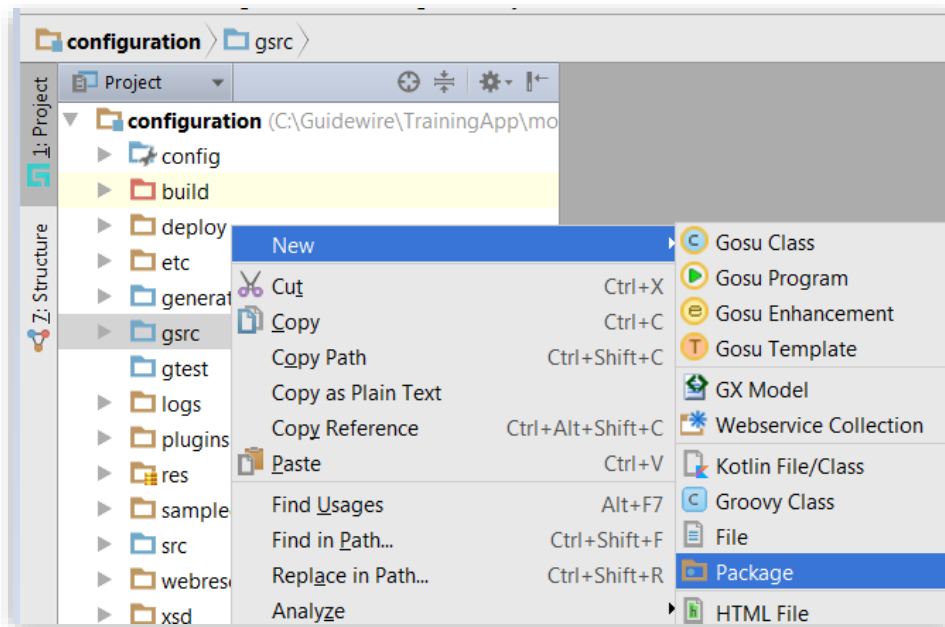 configuration gsrc
1: Project
7: Structure
Project
configuration (C:\Guidewire\TrainingApp\mo
config
build
deploy
etc
generat
gsrc
gtest
logs
plugins
res
sample
src
webres
xsd
New
Cut Ctrl+X
Copy Ctrl+C
Copy Path Ctrl+Shift+C
Copy as Plain Text
Copy Reference Ctrl+Alt+Shift+C
Paste Ctrl+V
Find Usages Alt+F7
Find in Path... Ctrl+Shift+F
Replace in Path... Ctrl+Shift+R
Analyze
Gosu Class
Gosu Program
Gosu Enhancement
Gosu Template
GX Model
Webservice Collection
Kotlin File/Class
Groovy Class
File
Package
HTML File